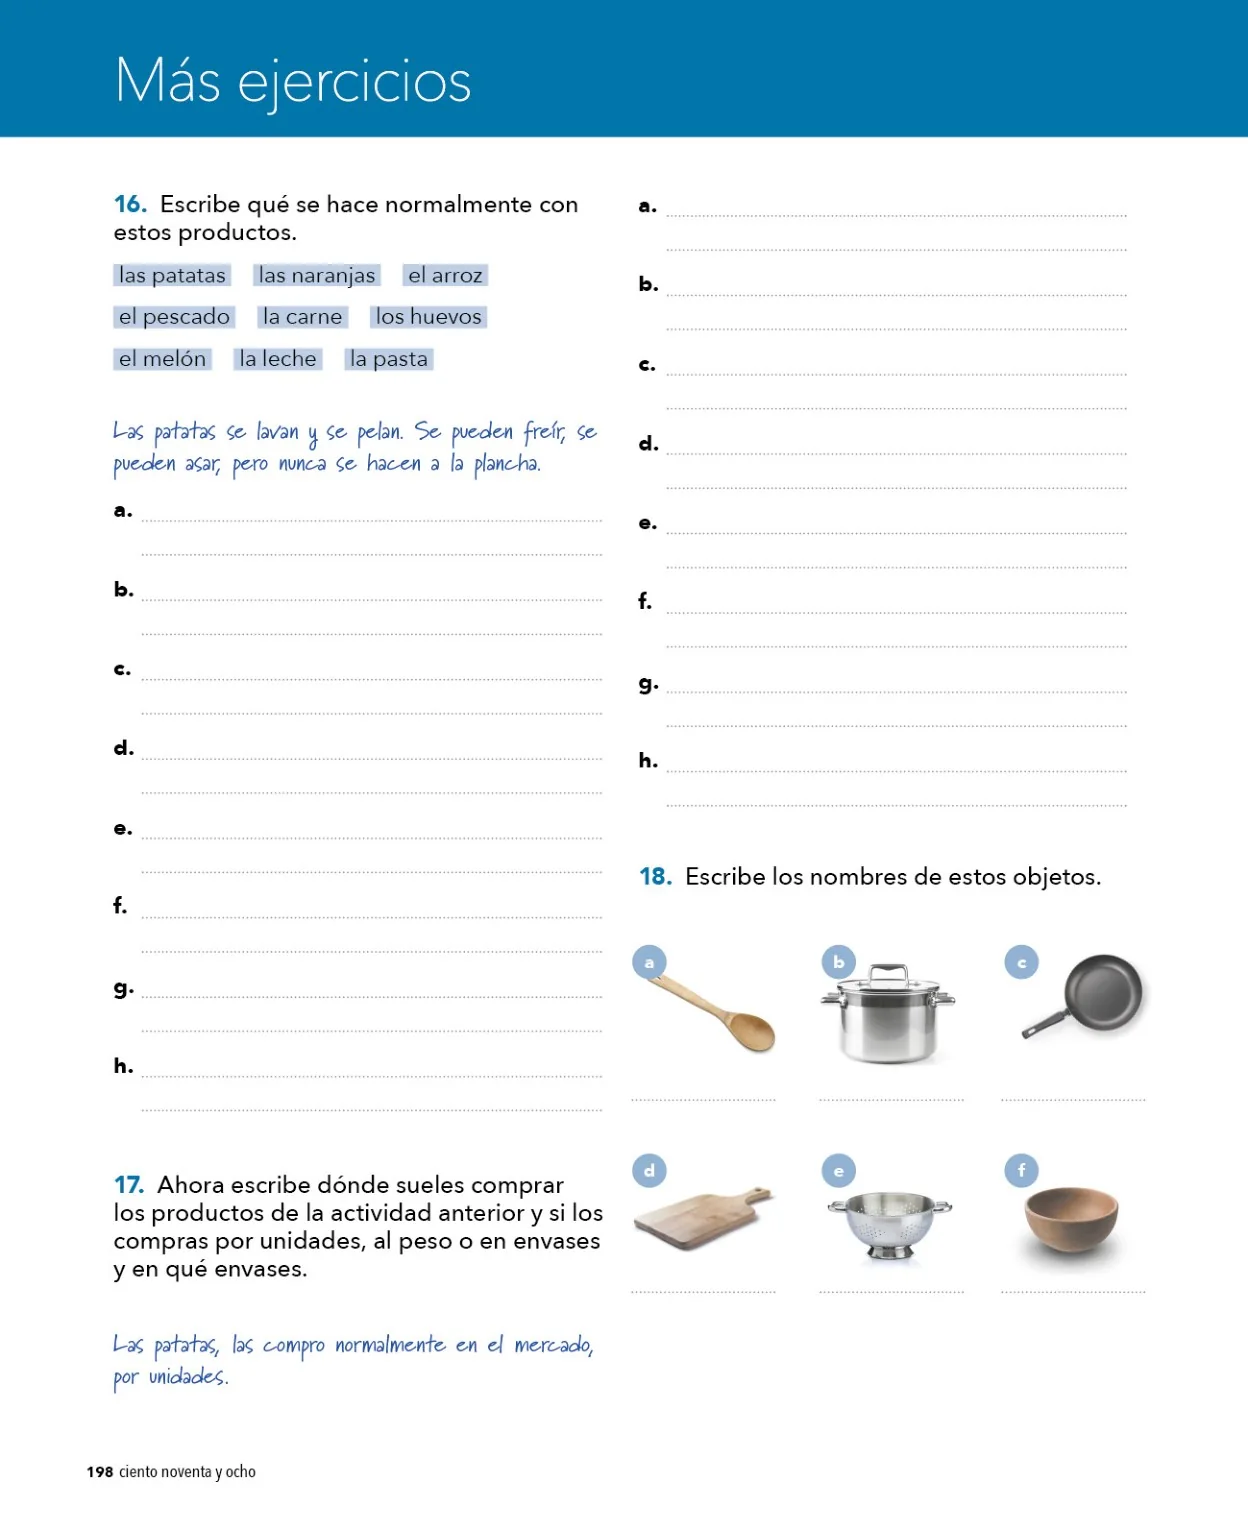 Más ejercicios
16. Escribe qué se hace normalmente con
estos productos.
las patatas las naranjas el arroz
el pescado la carne los huevos
el melón la leche la pasta
Las patatas se lavan y se pelan. Se pueden freír, se
pueden asar, pero nunca se hacen a la plancha.
a.
b.
c.
d.
e.
f.
g.
h.
17. Ahora escribe dónde sueles comprar
los productos de la actividad anterior y si los
compras por unidades, al peso o en envases
y en qué envases.
Las patatas, las compro normalmente en el mercado,
por unidades.
a.
b.
c.
d.
e.
f.
g.
h.
18. Escribe los nombres de estos objetos.
a b c
d e f
198 ciento noventa y ocho